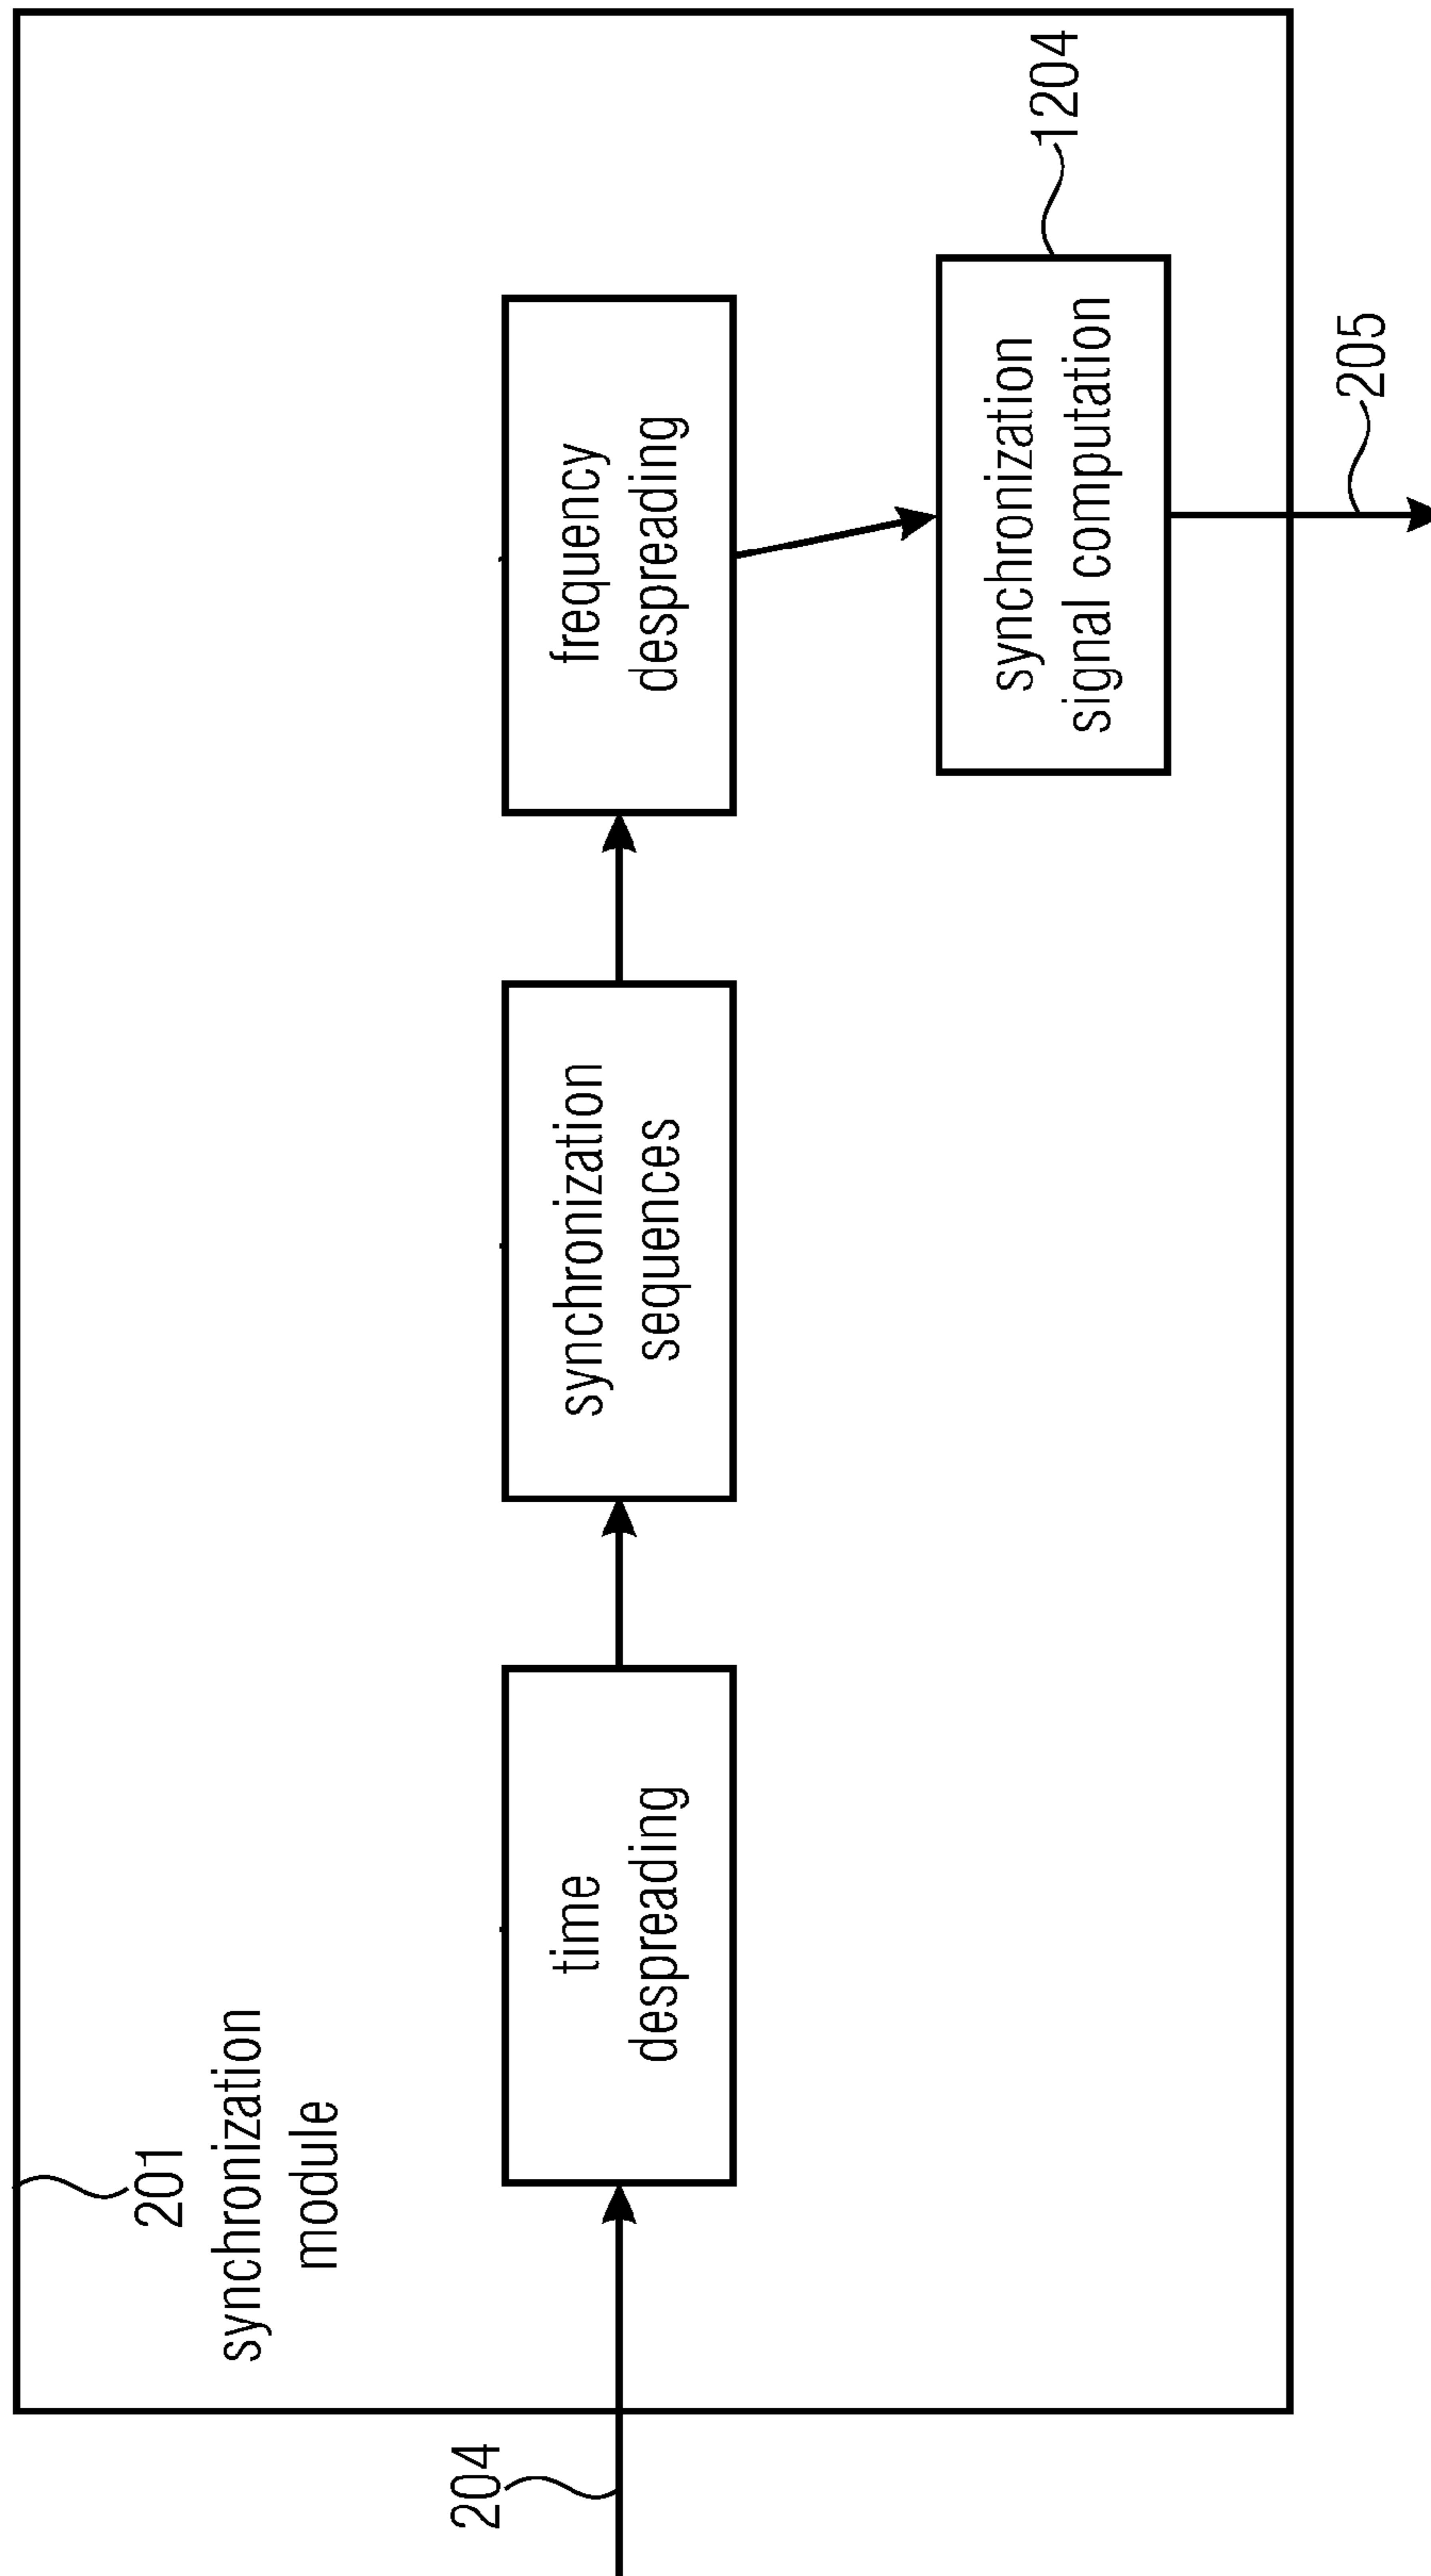 201
synchronization
module
204
time
despreading
synchronization
sequences
frequency
despreading
synchronization
signal computation
1204
205